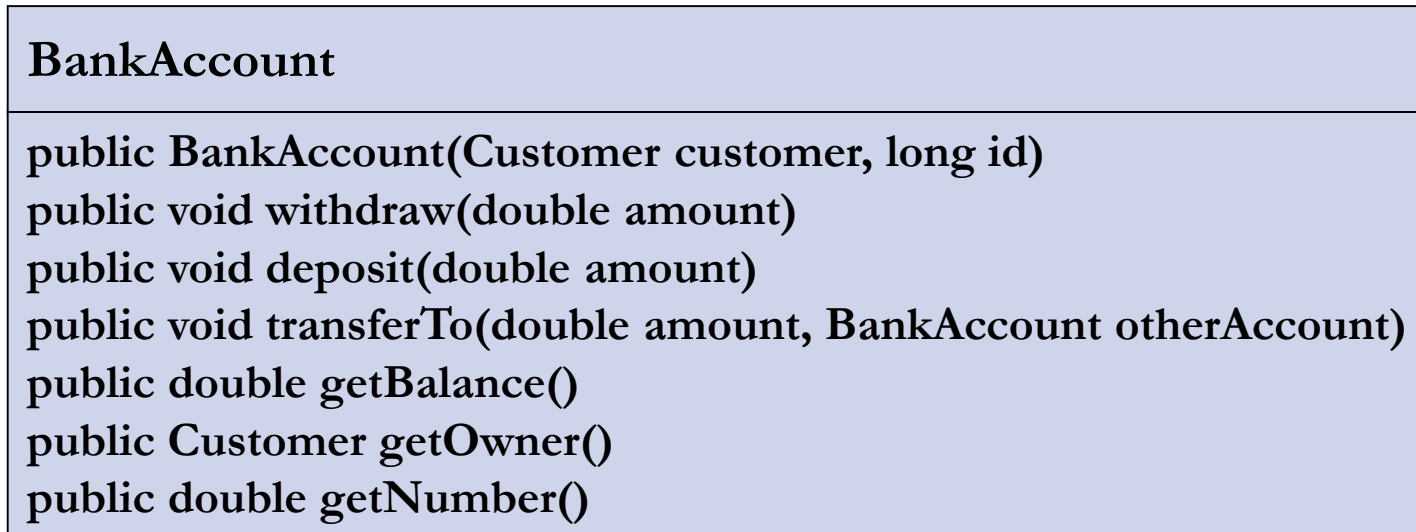 BankAccount
public BankAccount(Customer customer, long id)
public void withdraw(double amount)
public void deposit(double amount)
public void transferTo(double amount, BankAccount otherAccount)
public double getBalance()
public Customer getOwner()
public double getNumber()